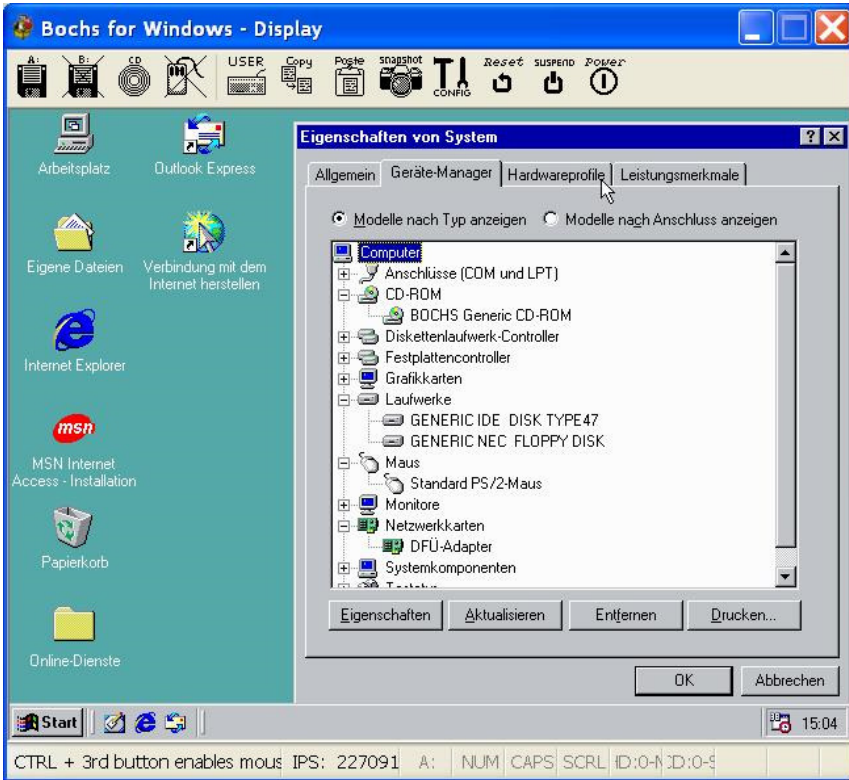 Bochs for Windows - Display
A:
B:
CD
USER
Copy
Paste
snapshot
CONFIG
Reset
SUSPEND
Power
Arbeitsplatz
Outlook Express
Eigene Dateien
Verbindung mit dem
Internet herstellen
Internet Explorer
msn
MSN Internet
Access - Installation
Papierkorb
Online-Dienste
Eigenschaften von System
Allgemein
Geräte-Manager
Hardwareprofile
Leistungsmerkmale
Modelle nach Typ anzeigen
Modelle nach Anschluss anzeigen
Computer
Anschlüsse (COM und LPT)
CD-ROM
BOCHS Generic CD-ROM
Diskettenlaufwerk-Controller
Festplattencontroller
Grafikkarten
Laufwerke
GENERIC IDE DISK TYPE47
GENERIC NEC FLOPPY DISK
Maus
Standard PS/2-Maus
Monitore
Netzwerkkarten
DFÜ-Adapter
Systemkomponenten
Eigenschaften
Aktualisieren
Entfernen
Drucken...
OK
Abbrechen
Start
15:04
CTRL + 3rd button enables mous
IPS: 227091
A:
NUM
CAPS
SCRL